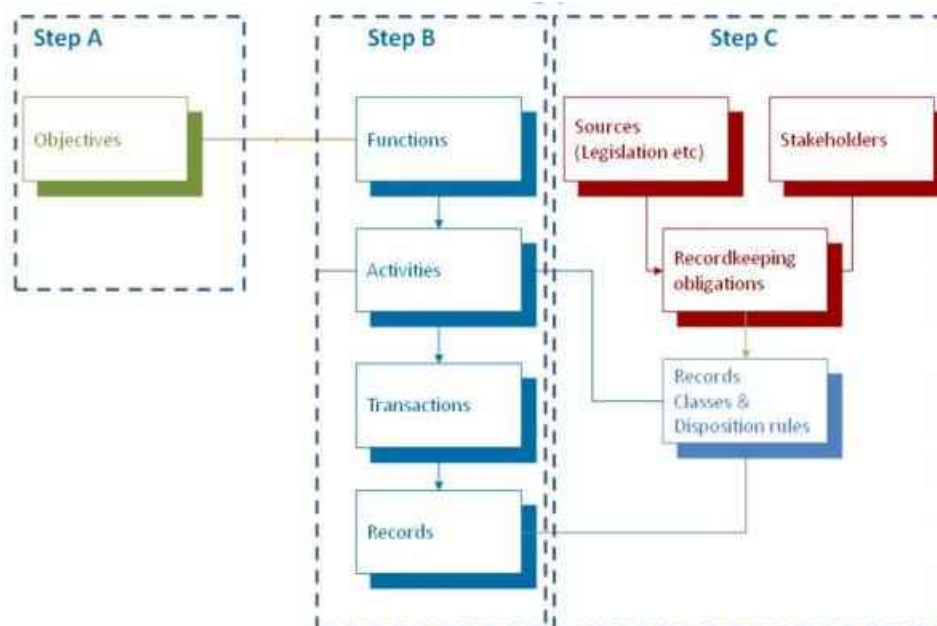 Step A
Step B
Step C
Objectives
Functions
Sources
(Legislation etc)
Stakeholders
Activities
Recordkeeping
obligations
Transactions
Records
Classes &
Disposition rules
Records